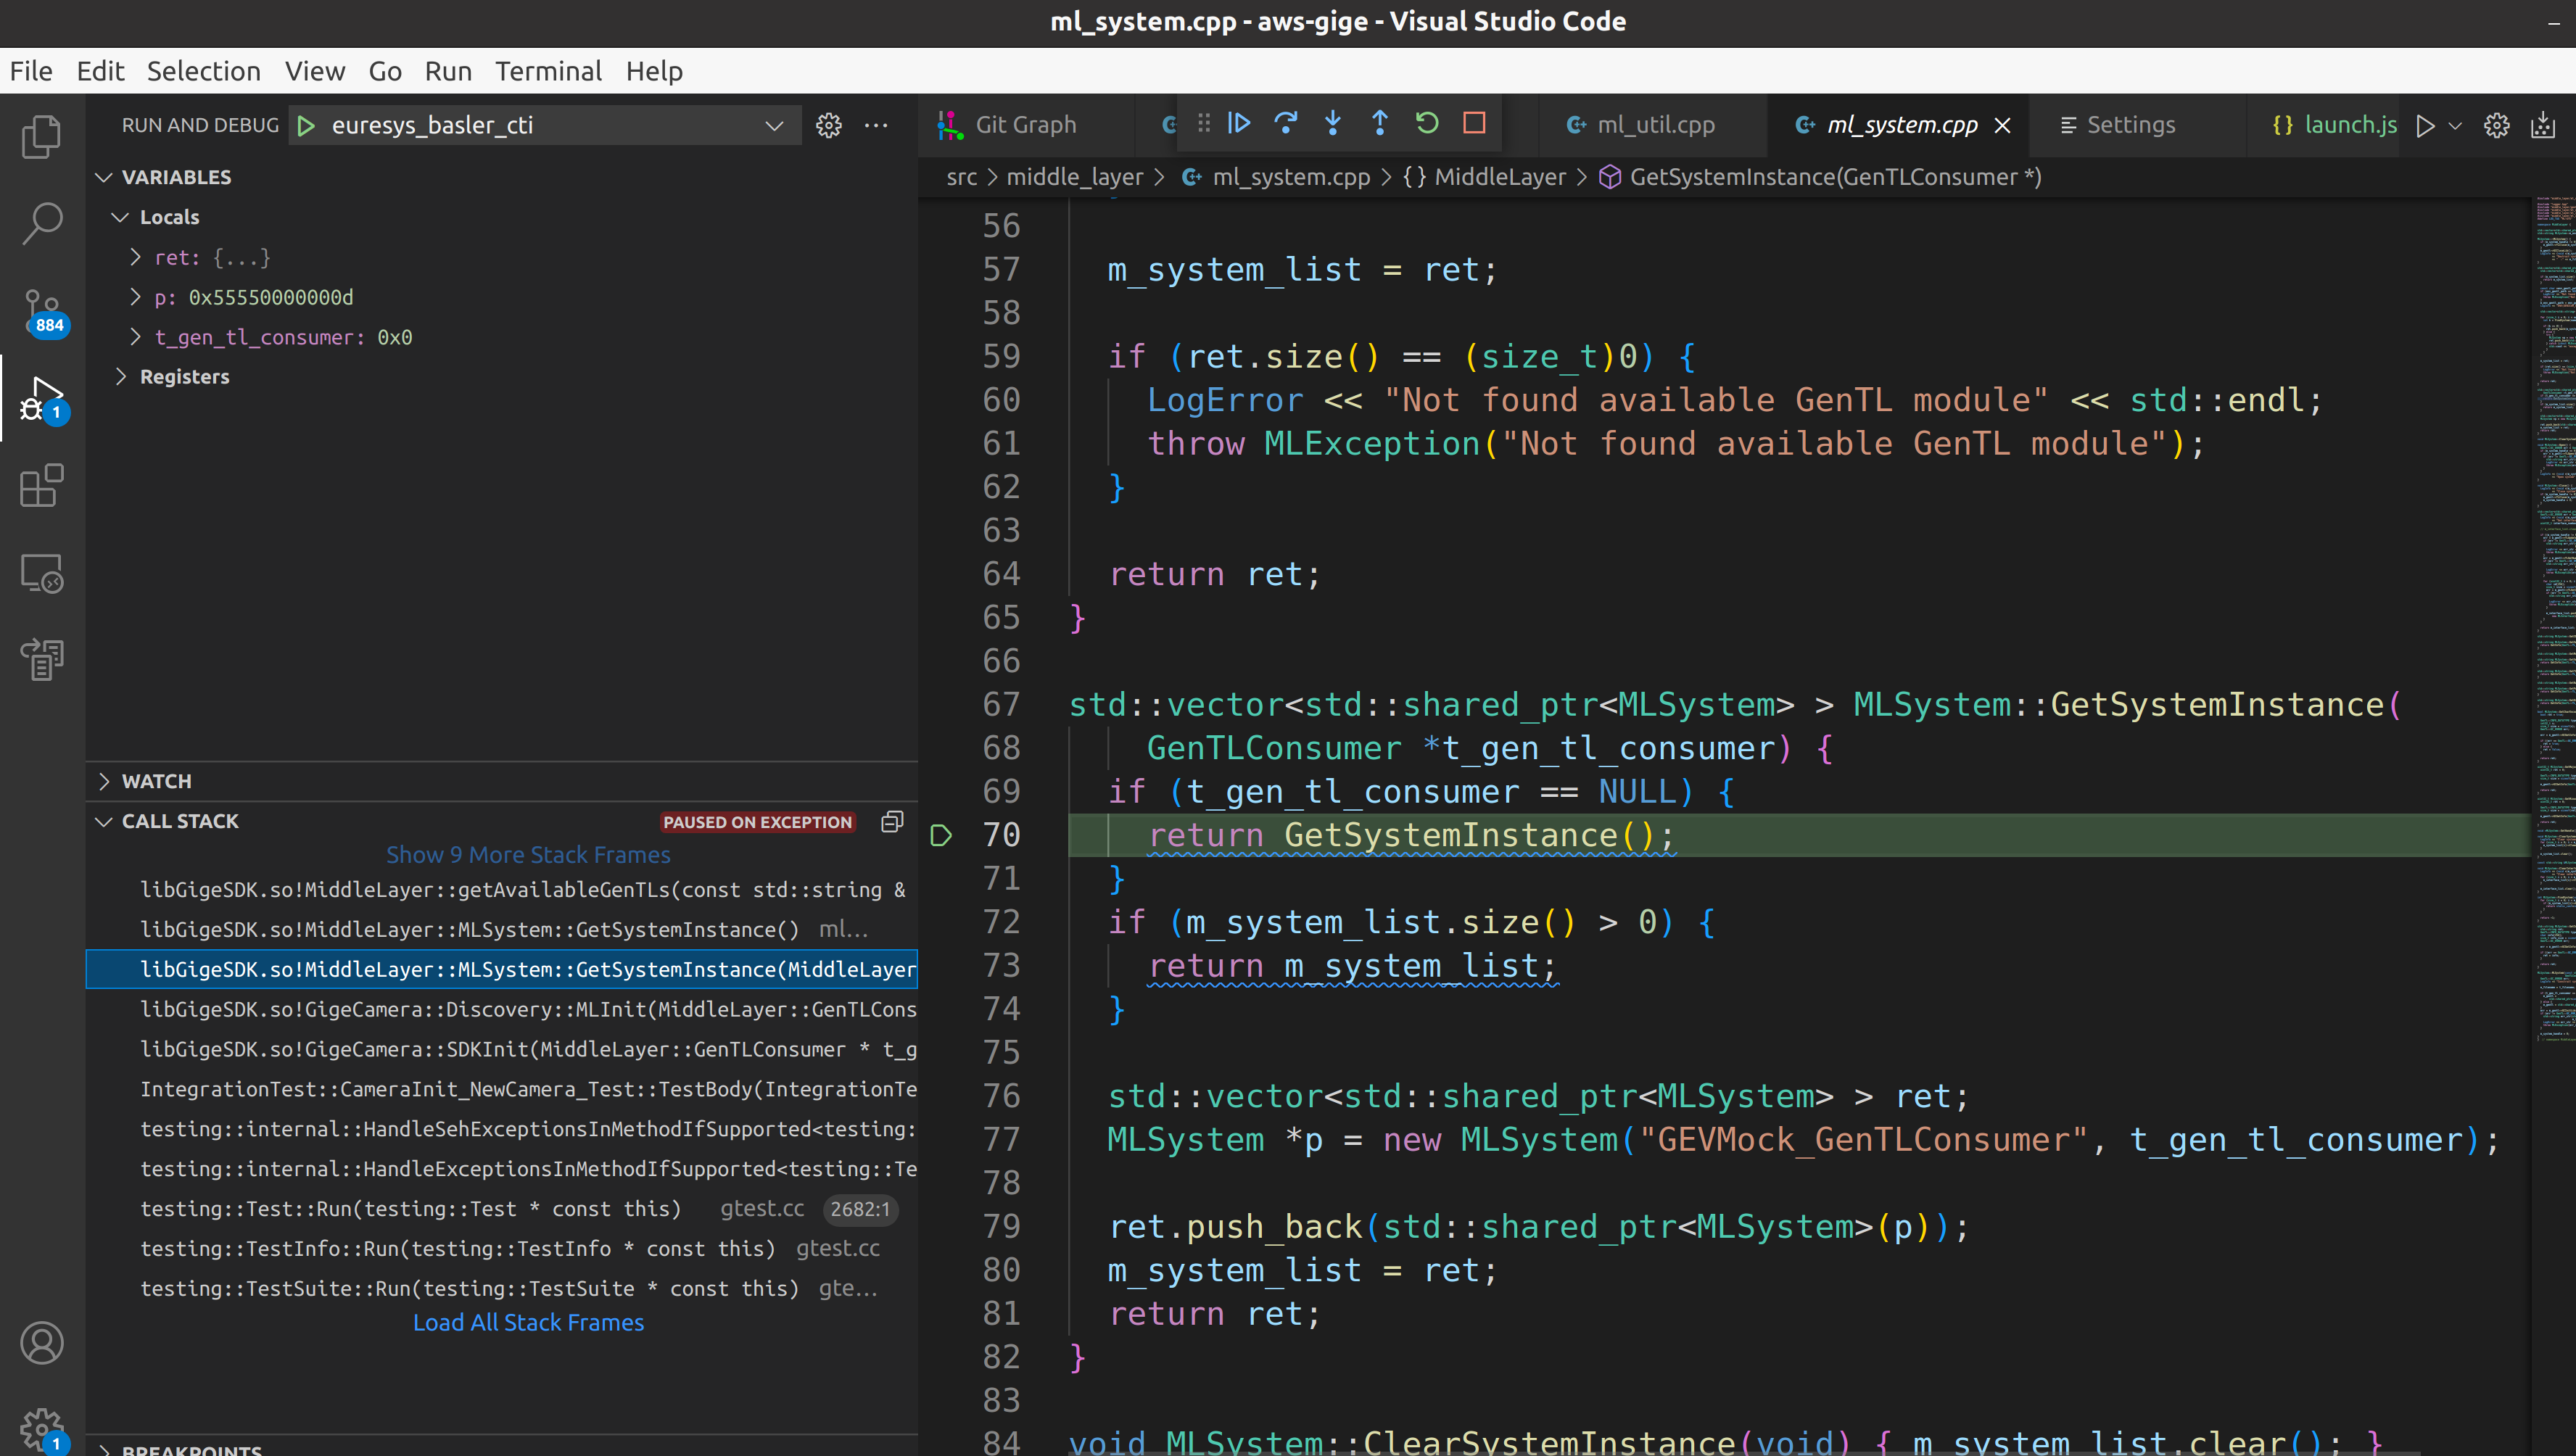 ml_system.cpp - aws-gige - Visual Studio Code
File Edit Selection View Go Run Terminal Help
RUN AND DEBUG euresys_basler_cti
Git Graph ml_util.cpp ml_system.cpp Settings {} launch.js
src > middle_layer > ml_system.cpp > {} MiddleLayer > GetSystemInstance(GenTLConsumer *)
VARIABLES
Locals
ret: {...}
p: 0x55550000000d
t_gen_tl_consumer: 0x0
Registers
884
1
WATCH
CALL STACK PAUSED ON EXCEPTION
Show 9 More Stack Frames
libGigeSDK.so!MiddleLayer::getAvailableGenTLs(const std::string &
libGigeSDK.so!MiddleLayer::MLSystem::GetSystemInstance() ml...
libGigeSDK.so!MiddleLayer::MLSystem::GetSystemInstance(MiddleLayer
libGigeSDK.so!GigeCamera::Discovery::MLInit(MiddleLayer::GenTLCons
libGigeSDK.so!GigeCamera::SDKInit(MiddleLayer::GenTLConsumer * t_g
IntegrationTest::CameraInit_NewCamera_Test::TestBody(IntegrationTe
testing::internal::HandleSehExceptionsInMethodIfSupported<testing:
testing::internal::HandleExceptionsInMethodIfSupported<testing::Te
testing::Test::Run(testing::Test * const this) gtest.cc 2682:1
testing::TestInfo::Run(testing::TestInfo * const this) gtest.cc
testing::TestSuite::Run(testing::TestSuite * const this) gte...
Load All Stack Frames
1
BREAKPOINTS
56
57 m_system_list = ret;
58
59 if (ret.size() == (size_t)0) {
60 LogError << "Not found available GenTL module" << std::endl;
61 throw MLException("Not found available GenTL module");
62 }
63
64 return ret;
65 }
66
67 std::vector<std::shared_ptr<MLSystem> > MLSystem::GetSystemInstance(
68 GenTLConsumer *t_gen_tl_consumer) {
69 if (t_gen_tl_consumer == NULL) {
70 return GetSystemInstance();
71 }
72 if (m_system_list.size() > 0) {
73 return m_system_list;
74 }
75
76 std::vector<std::shared_ptr<MLSystem> > ret;
77 MLSystem *p = new MLSystem("GEVMock_GenTLConsumer", t_gen_tl_consumer);
78
79 ret.push_back(std::shared_ptr<MLSystem>(p));
80 m_system_list = ret;
81 return ret;
82 }
83
84 void MLSystem::ClearSystemInstance(void) { m_system_list.clear(); }